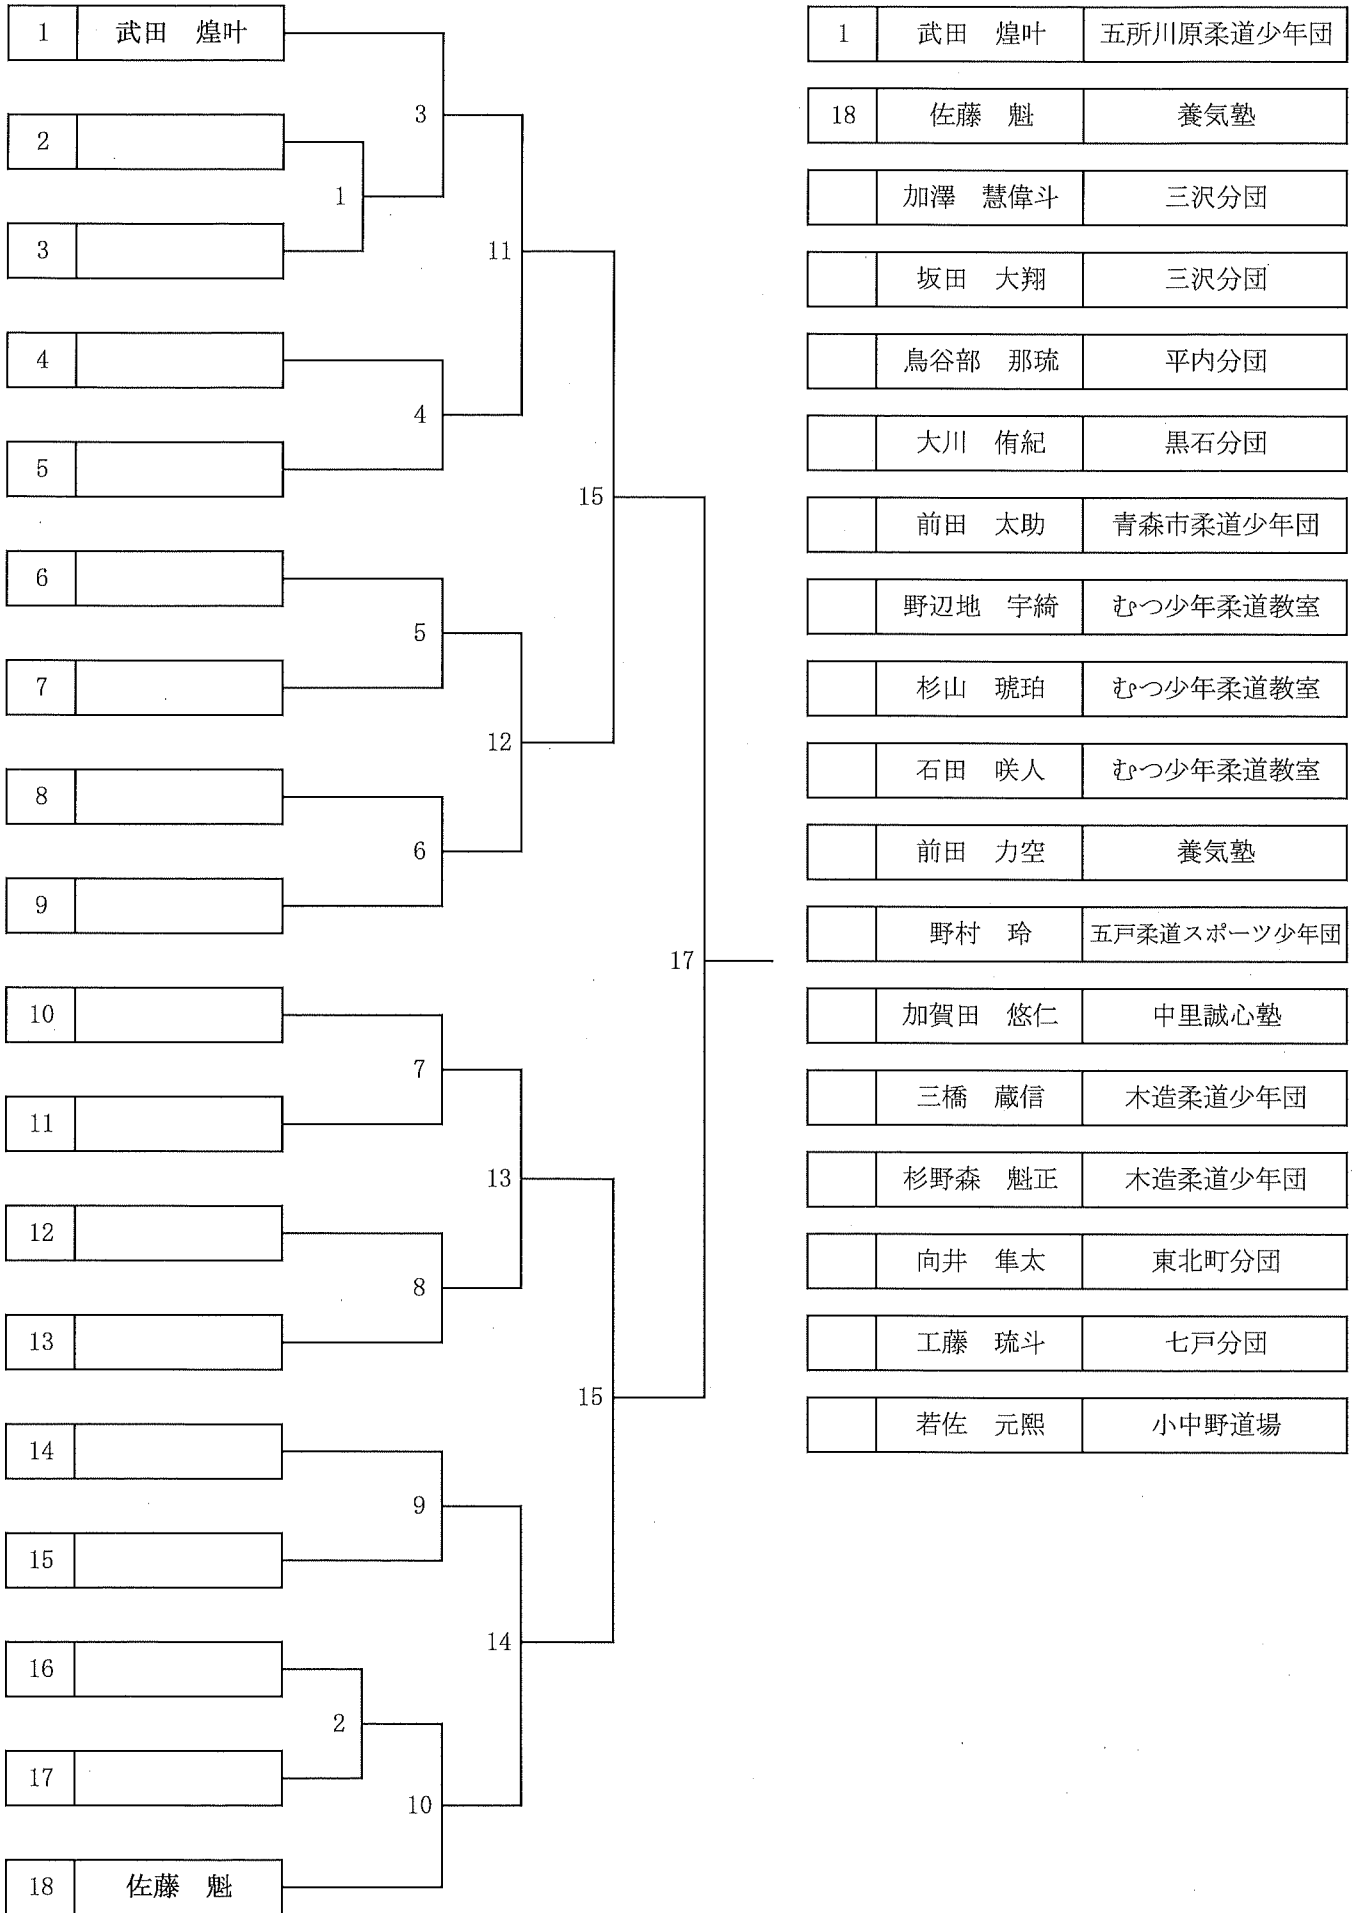 1 武田 煌叶
3
2
1
3
11
4
4
5
15
6
5
7
12
8
6
9
17
10
7
11
13
12
8
13
15
14
9
15
14
16
2
17
10
18 佐藤 魁
1 武田 煌叶 五所川原柔道少年団
18 佐藤 魁 養気塾
加澤 慧偉斗 三沢分団
坂田 大翔 三沢分団
鳥谷部 那琉 平内分団
大川 侑紀 黒石分団
前田 太助 青森市柔道少年団
野辺地 宇綺 むつ少年柔道教室
杉山 琥珀 むつ少年柔道教室
石田 咲人 むつ少年柔道教室
前田 力空 養気塾
野村 玲 五戸柔道スポーツ少年団
加賀田 悠仁 中里誠心塾
三橋 蔵信 木造柔道少年団
杉野森 魁正 木造柔道少年団
向井 隼太 東北町分団
工藤 琉斗 七戸分団
若佐 元熙 小中野道場